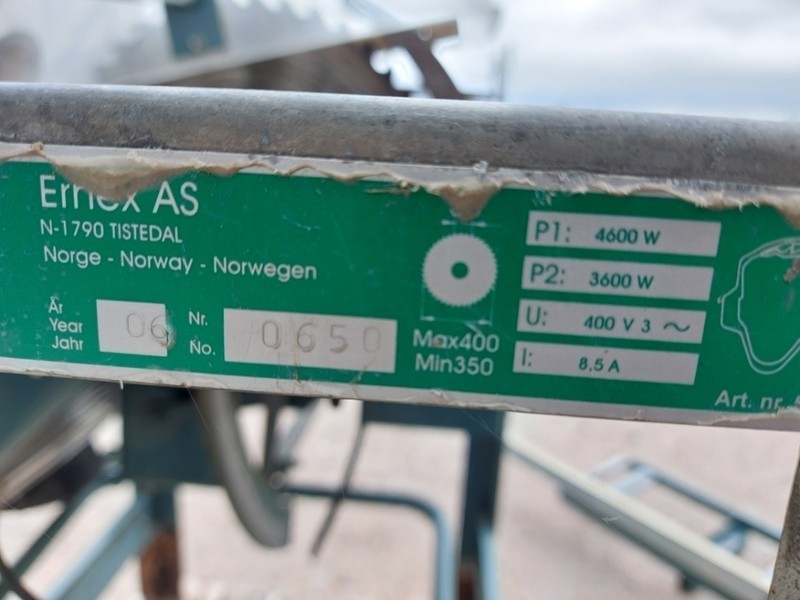 Ernex AS
N-1790 TISTEDAL
Norge - Norway - Norwegen
År
Year
Jahr
06
Nr.
No.
0650
Max400
Min350
P1: 4600 W
P2: 3600 W
U: 400 V 3 ~
I: 8,5 A
Art. nr.